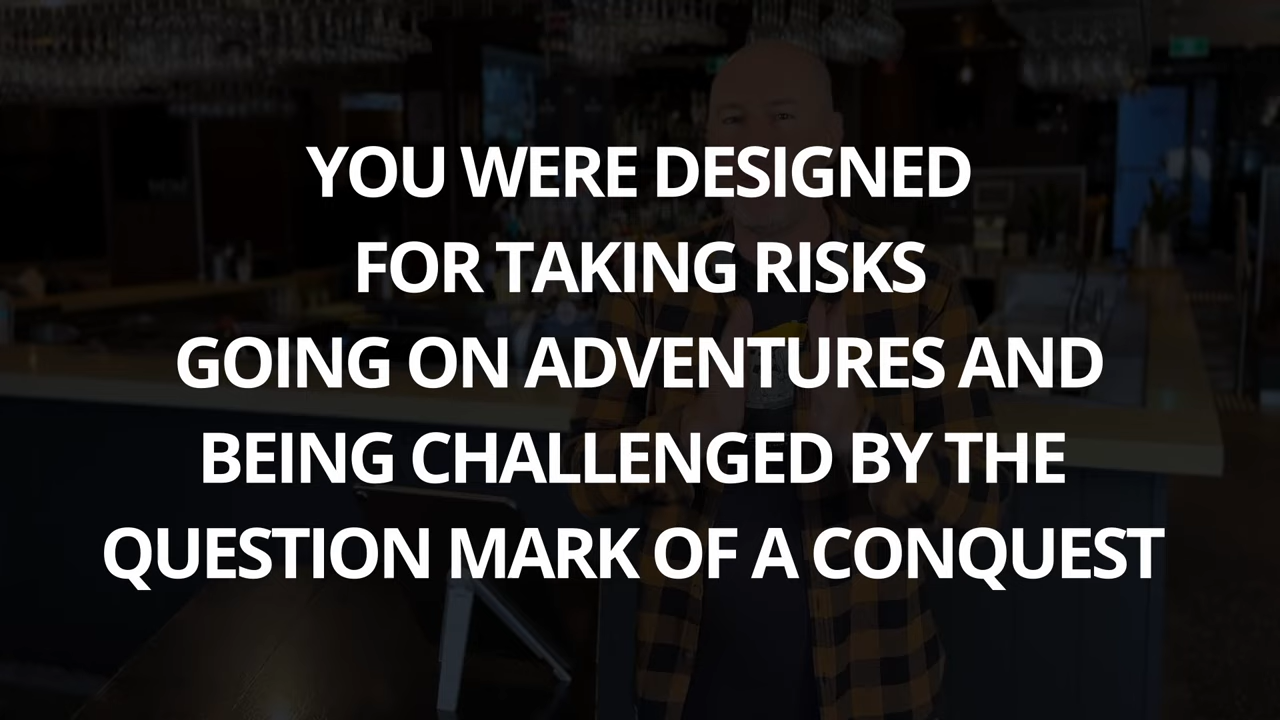 YOU WERE DESIGNED
FOR TAKING RISKS
GOING ON ADVENTURES AND
BEING CHALLENGED BY THE
QUESTION MARK OF A CONQUEST